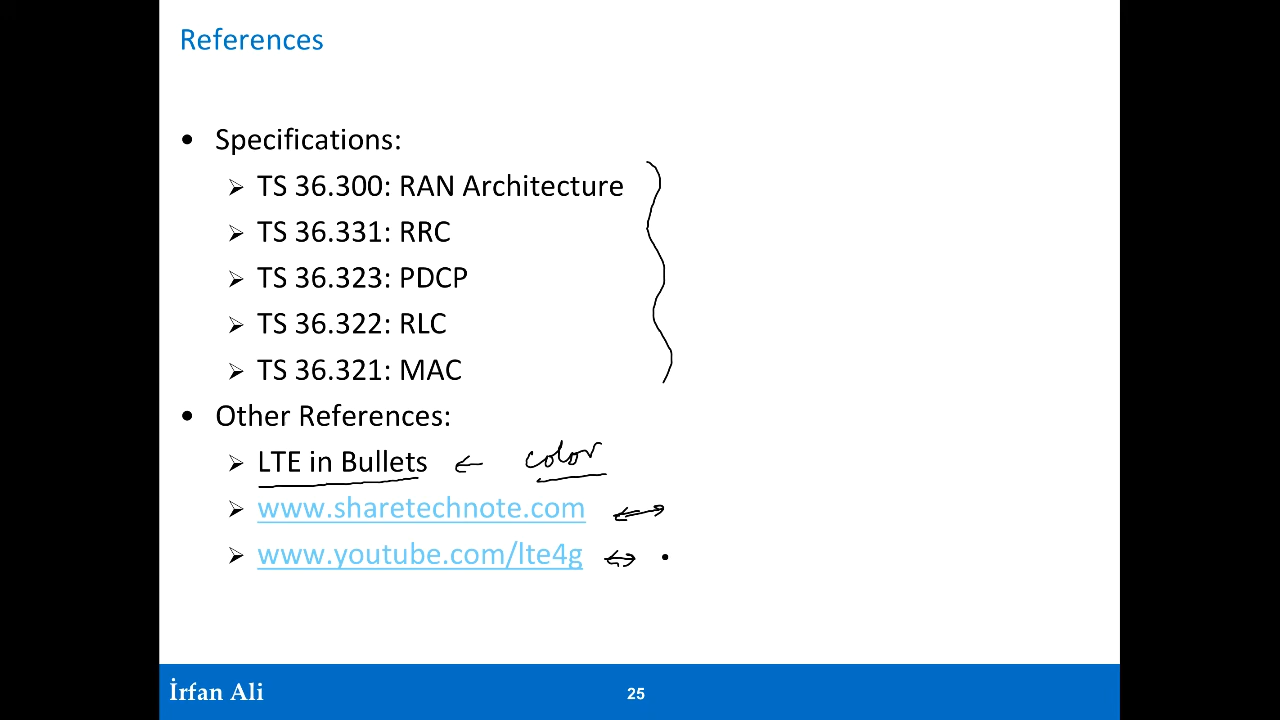 References
• Specifications:
➢ TS 36.300: RAN Architecture
➢ TS 36.331: RRC
➢ TS 36.323: PDCP
➢ TS 36.322: RLC
➢ TS 36.321: MAC
• Other References:
➢ LTE in Bullets ← color
➢ www.sharetechnote.com
➢ www.youtube.com/lte4g
İrfan Ali 25